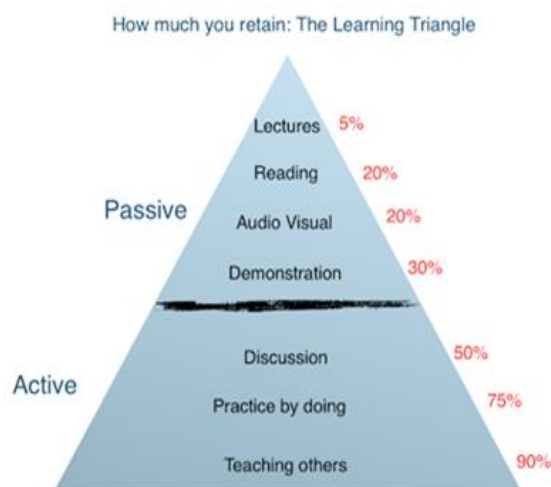 How much you retain: The Learning Triangle
Lectures 5%
Reading 20%
Passive
Audio Visual 20%
Demonstration 30%
Discussion 50%
Active
Practice by doing 75%
Teaching others 90%